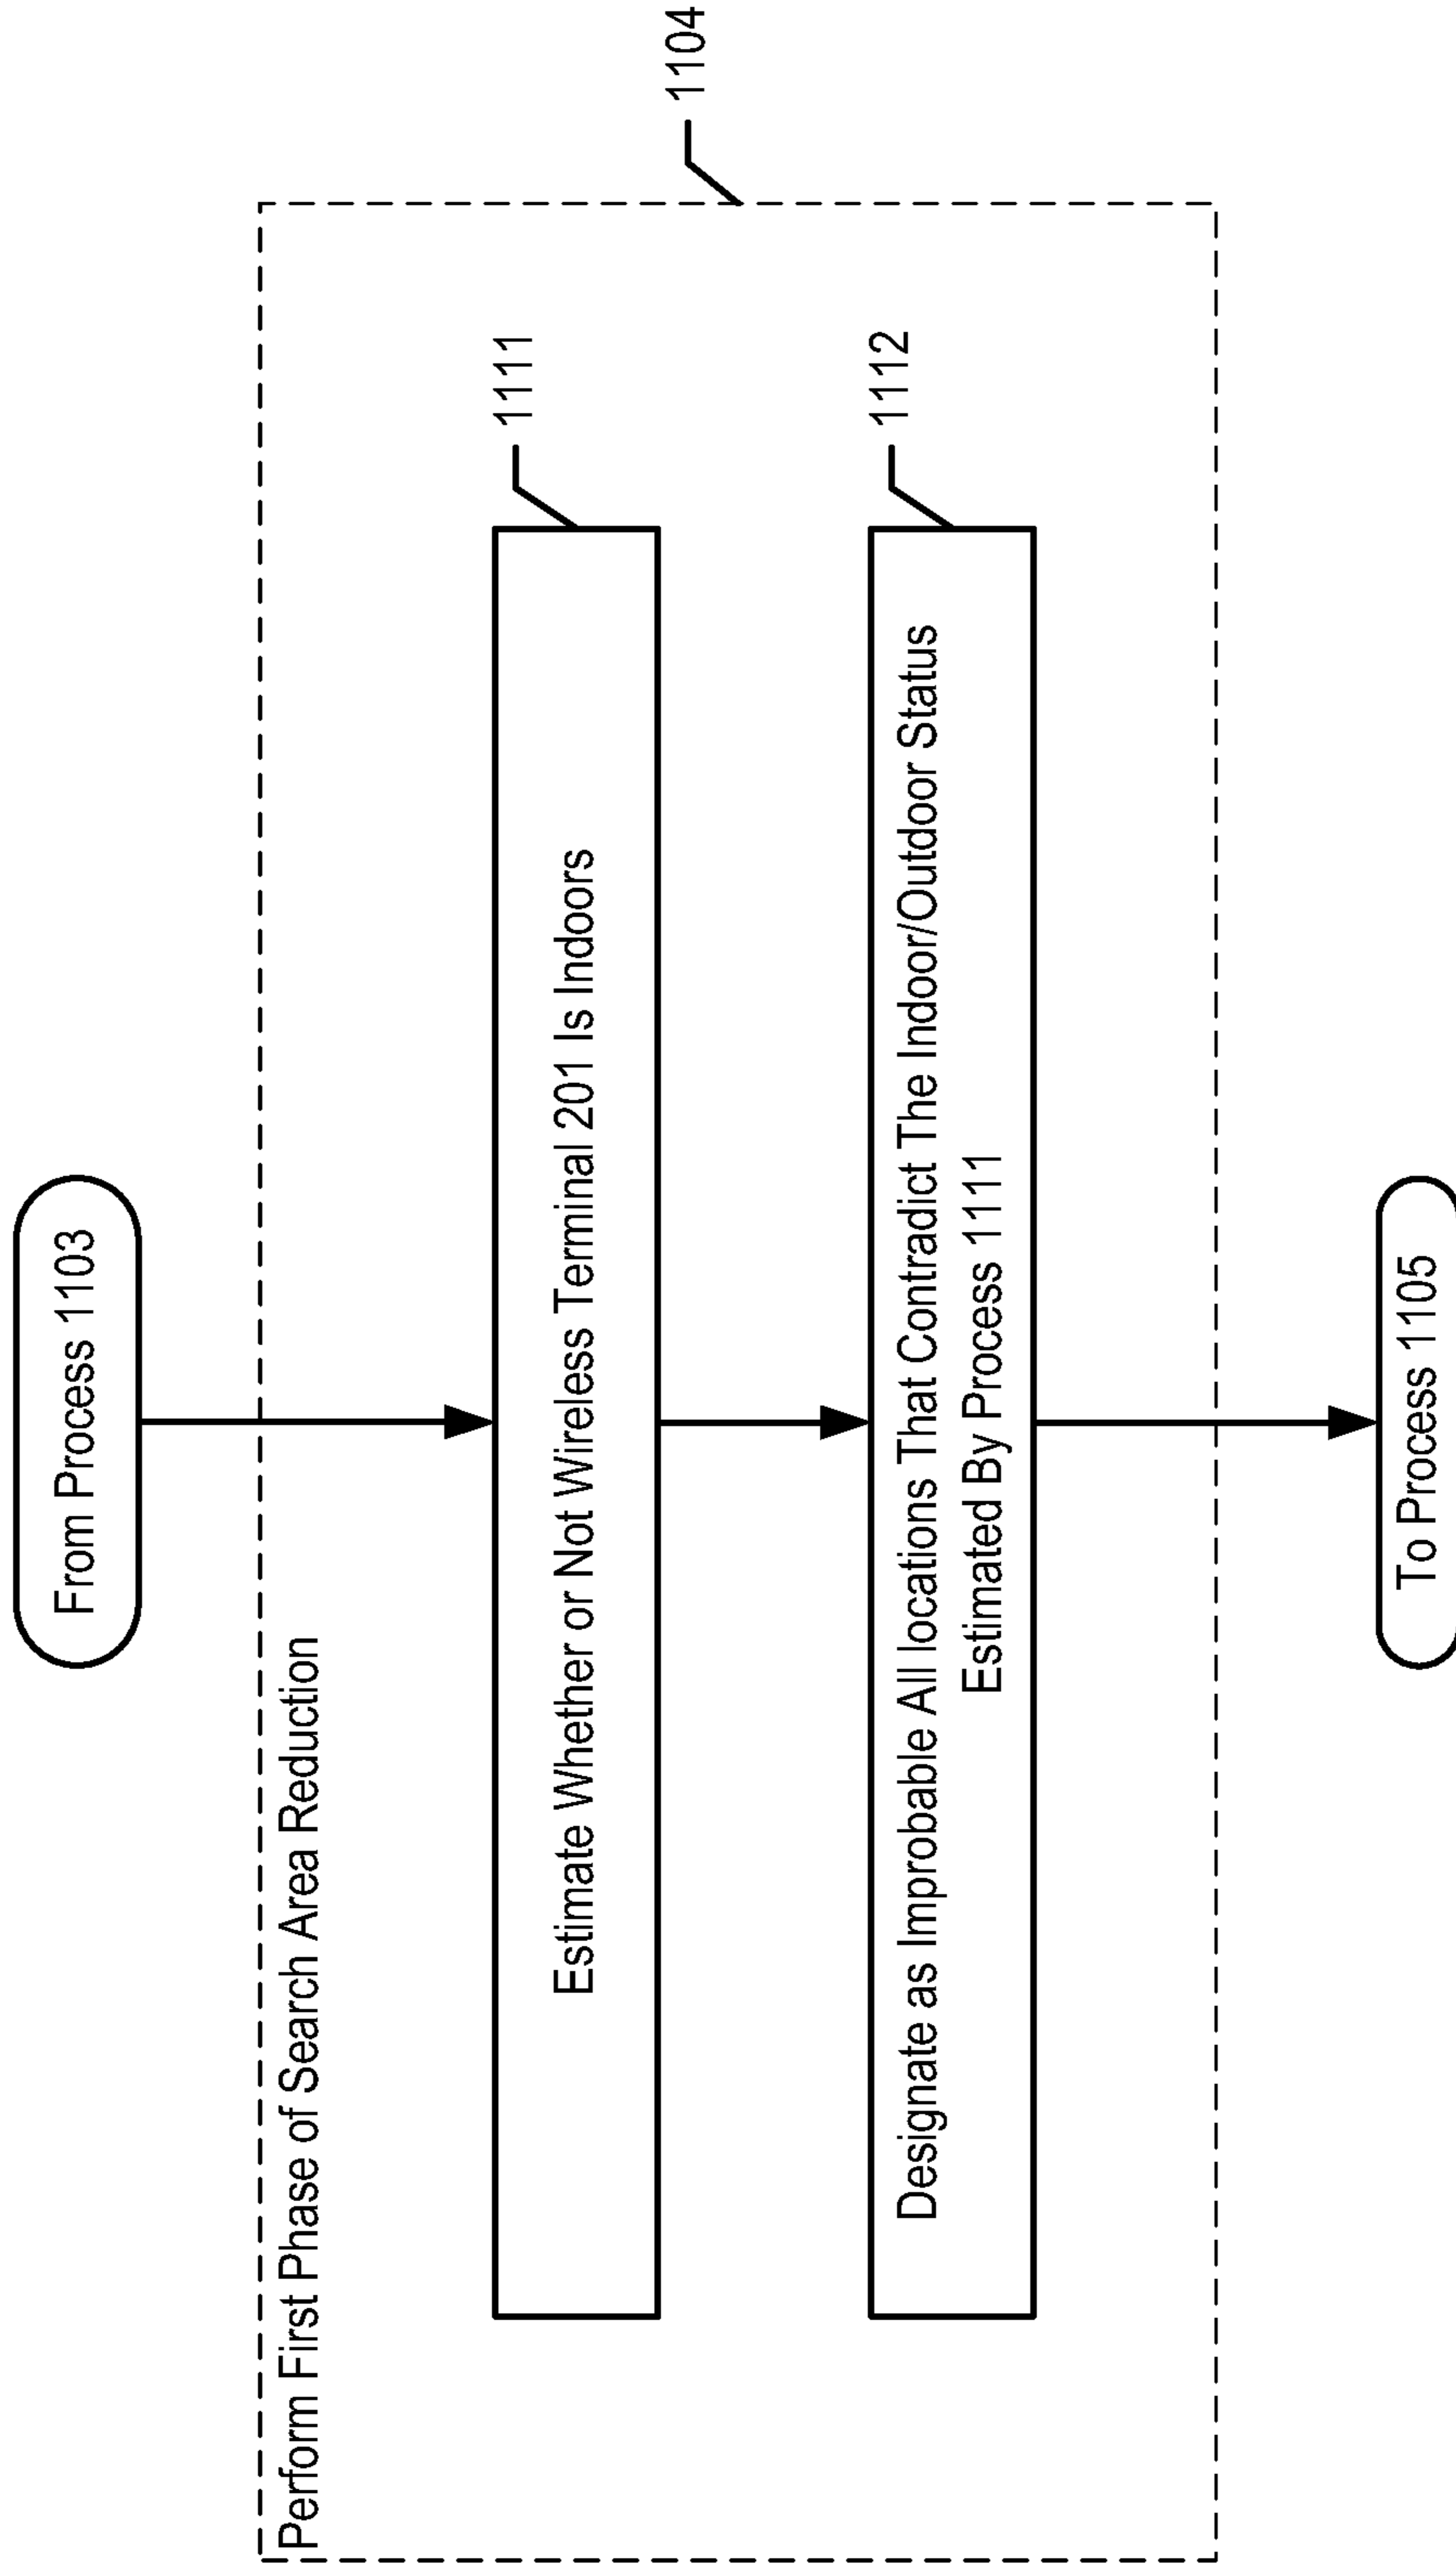 From Process 1103
Perform First Phase of Search Area Reduction
1104
1111
Estimate Whether or Not Wireless Terminal 201 Is Indoors
1112
Designate as Improbable All locations That Contradict The Indoor/Outdoor Status
Estimated By Process 1111
To Process 1105